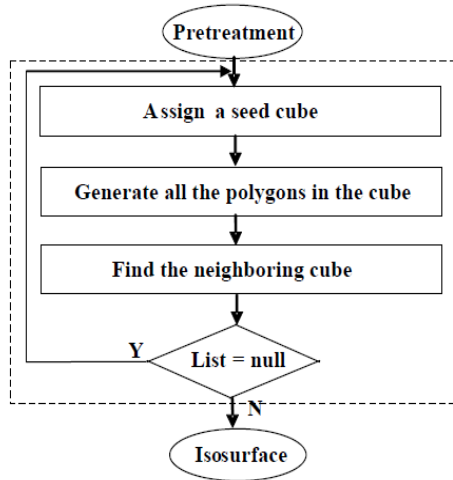 Pretreatment
Assign a seed cube
Generate all the polygons in the cube
Find the neighboring cube
Y
List = null
N
Isosurface